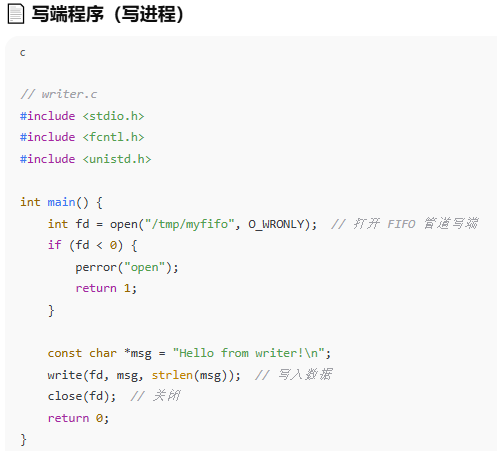 写端程序（写进程）
c
// writer.c
#include <stdio.h>
#include <fcntl.h>
#include <unistd.h>
int main() {
    int fd = open("/tmp/myfifo", O_WRONLY);  // 打开 FIFO 管道写端
    if (fd < 0) {
        perror("open");
        return 1;
    }
    const char *msg = "Hello from writer!\n";
    write(fd, msg, strlen(msg));  // 写入数据
    close(fd);  // 关闭
    return 0;
}